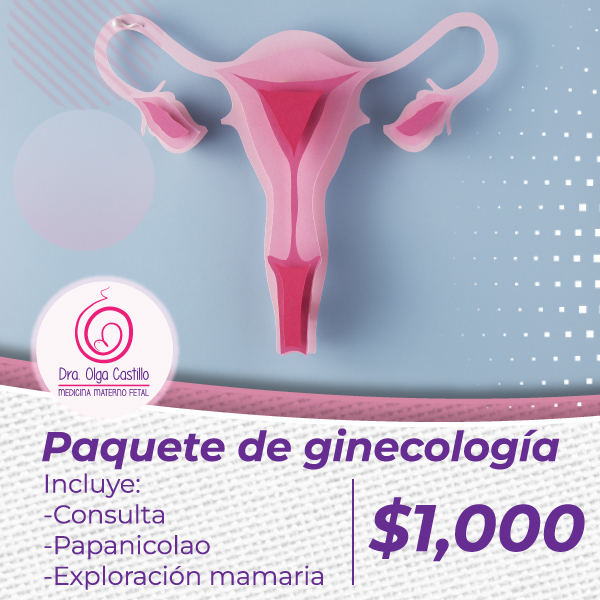 Dra. Olga Castillo
MEDICINA MATERNO FETAL
Paquete de ginecología
Incluye:
-Consulta
-Papanicolao
-Exploración mamaria
$1,000